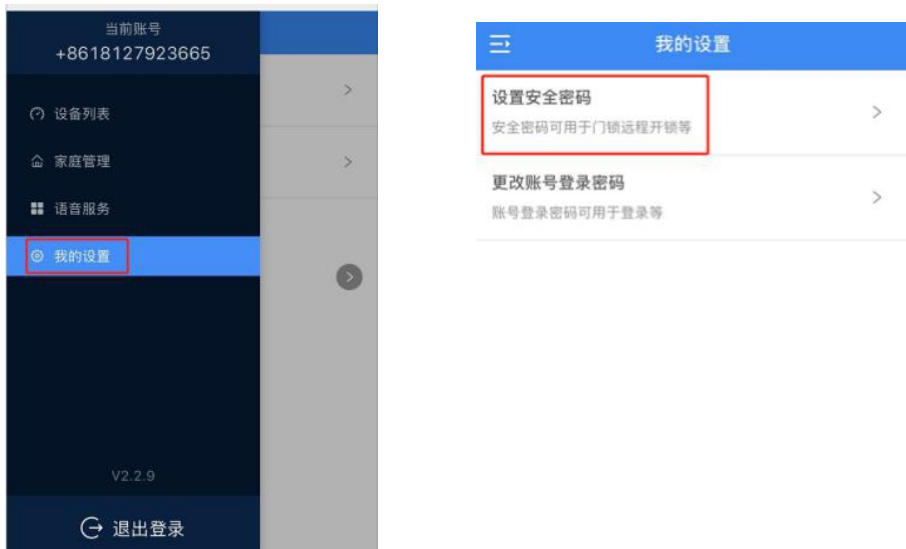 当前账号
+8618127923665
设备列表
家庭管理
语音服务
我的设置
V2.2.9
退出登录
我的设置
设置安全密码
安全密码可用于门锁远程开锁等
更改账号登录密码
账号登录密码可用于登录等